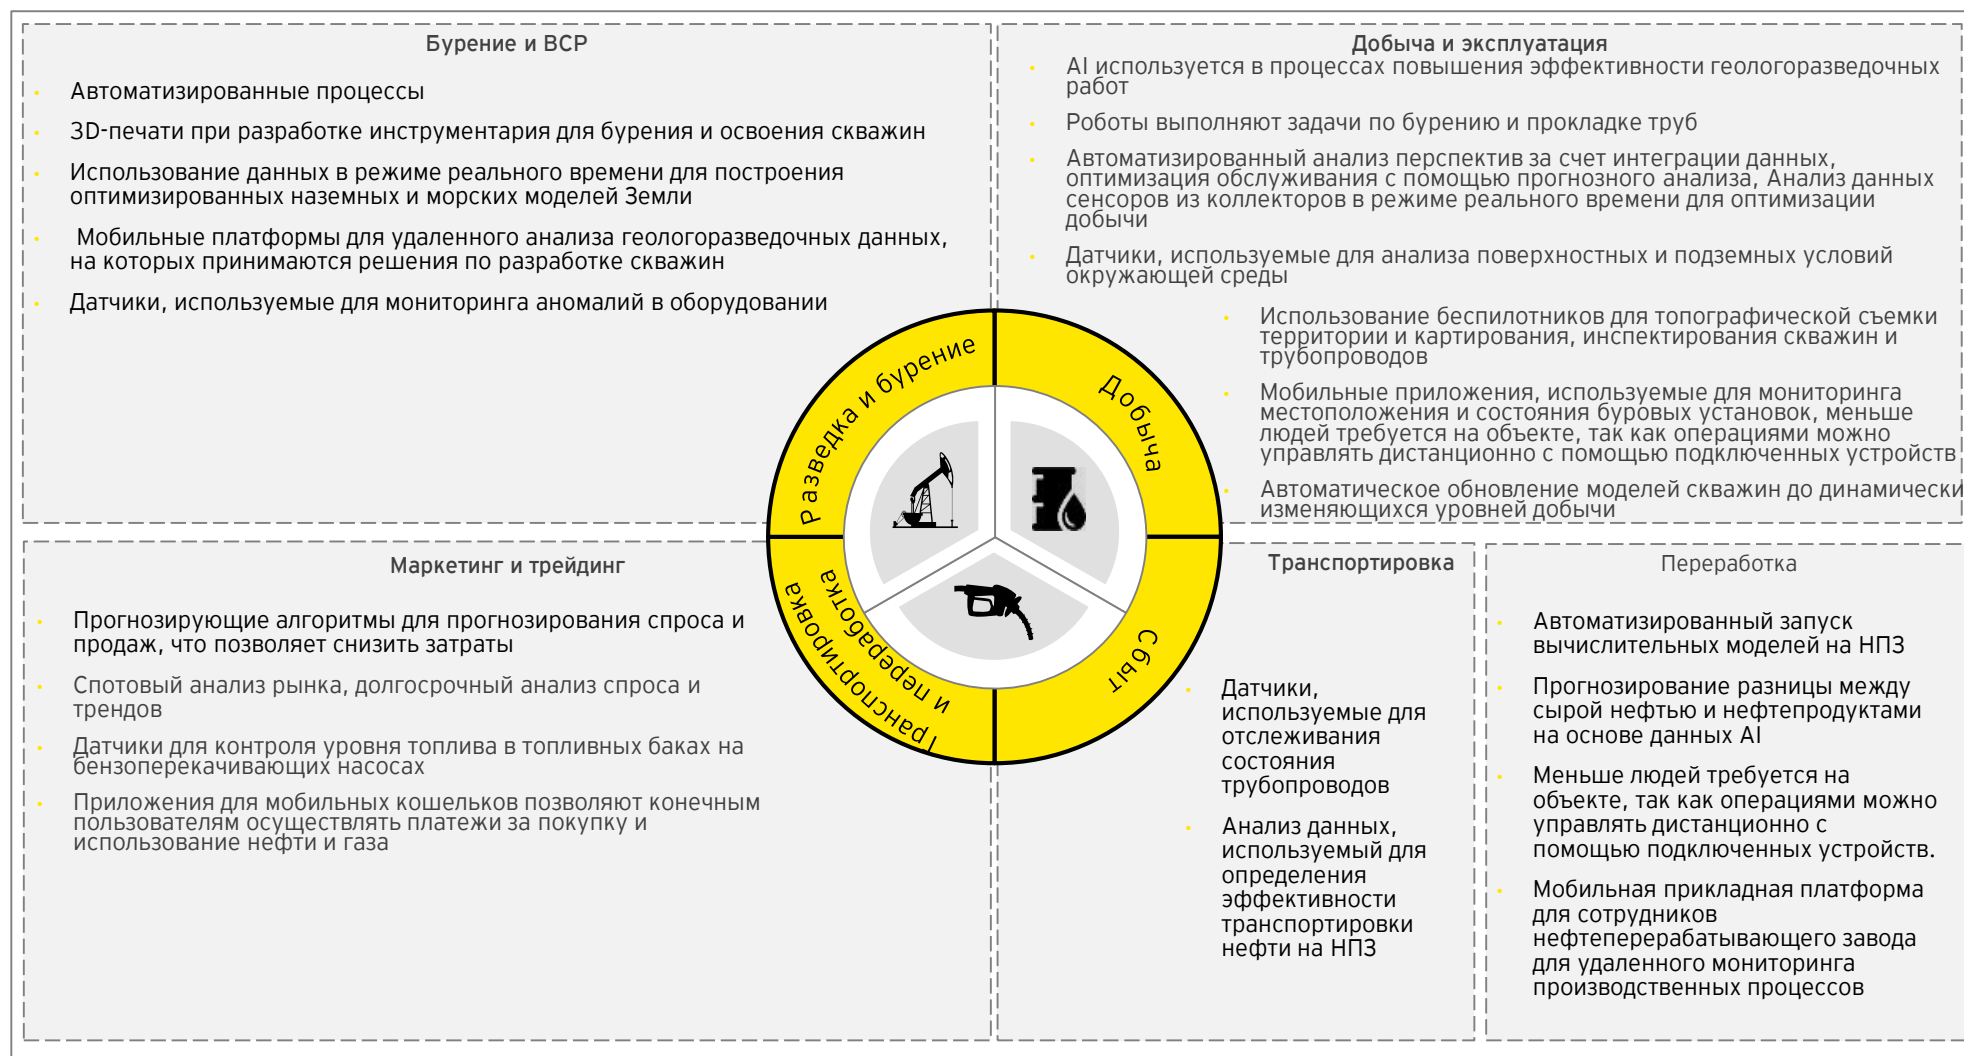 Бурение и ВСР
Автоматизированные процессы
3D-печати при разработке инструментария для бурения и освоения скважин
Использование данных в режиме реального времени для построения
оптимизированных наземных и морских моделей Земли
Мобильные платформы для удаленного анализа геологоразведочных данных,
на которых принимаются решения по разработке скважин
Датчики, используемые для мониторинга аномалий в оборудовании
Добыча и эксплуатация
AI используется в процессах повышения эффективности геологоразведочных
работ
Роботы выполняют задачи по бурению и прокладке труб
Автоматизированный анализ перспектив за счет интеграции данных,
оптимизация обслуживания с помощью прогнозного анализа, Анализ данных
сенсоров из коллекторов в режиме реального времени для оптимизации
добычи
Датчики, используемые для анализа поверхностных и подземных условий
окружающей среды
Использование беспилотников для топографической съемки
территории и картирования, инспектирования скважин и
трубопроводов
Мобильные приложения, используемые для мониторинга
местоположения и состояния буровых установок, меньше
людей требуется на объекте, так как операциями можно
управлять дистанционно с помощью подключенных устройств
Автоматическое обновление моделей скважин до динамически
изменяющихся уровней добычи
Разведка и бурение
Добыча
Транспортировка
и переработка
Сбыт
Маркетинг и трейдинг
Прогнозирующие алгоритмы для прогнозирования спроса и
продаж, что позволяет снизить затраты
Спотовый анализ рынка, долгосрочный анализ спроса и
трендов
Датчики для контроля уровня топлива в топливных баках на
бензоперекачивающих насосах
Приложения для мобильных кошельков позволяют конечным
пользователям осуществлять платежи за покупку и
использование нефти и газа
Транспортировка
Датчики,
используемые для
отслеживания
состояния
трубопроводов
Анализ данных,
используемый для
определения
эффективности
транспортировки
нефти на НПЗ
Переработка
Автоматизированный запуск
вычислительных моделей на НПЗ
Прогнозирование разницы между
сырой нефтью и нефтепродуктами
на основе данных AI
Меньше людей требуется на
объекте, так как операциями можно
управлять дистанционно с
помощью подключенных устройств.
Мобильная прикладная платформа
для сотрудников
нефтеперерабатывающего завода
для удаленного мониторинга
производственных процессов